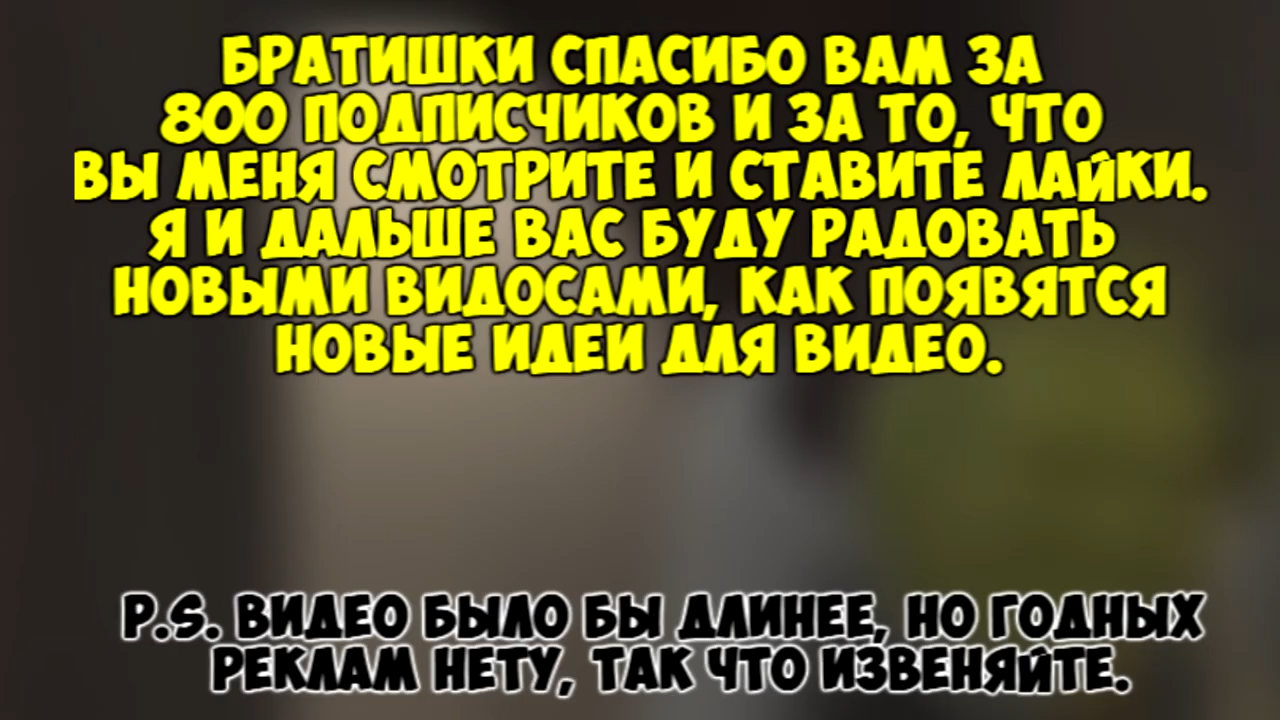 БРАТИШКИ СПАСИБО ВАМ ЗА
800 ПОДПИСЧИКОВ И ЗА ТО, ЧТО
ВЫ МЕНЯ СМОТРИТЕ И СТАВИТЕ ЛАЙКИ.
Я И ДАЛЬШЕ ВАС БУДУ РАДОВАТЬ
НОВЫМИ ВИДОСАМИ, КАК ПОЯВЯТСЯ
НОВЫЕ ИДЕИ ДЛЯ ВИДЕО.
P.S. ВИДЕО БЫЛО БЫ ДЛИНЕЕ, НО ГОДНЫХ
РЕКЛАМ НЕТУ, ТАК ЧТО ИЗВЕНЯЙТЕ.